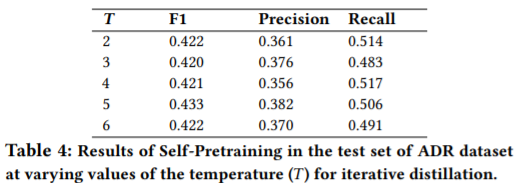 T F1 Precision Recall
2 0.422 0.361 0.514
3 0.420 0.376 0.483
4 0.421 0.356 0.517
5 0.433 0.382 0.506
6 0.422 0.370 0.491
Table 4: Results of Self-Pretraining in the test set of ADR dataset
at varying values of the temperature (T) for iterative distillation.